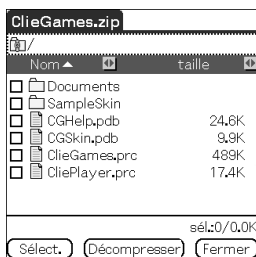 ClieGames.zip
/
Nom taille
Documents
SampleSkin
CGHelp.pdb 24.6K
CGSkin.pdb 9.9K
ClieGames.prc 489K
CliePlayer.prc 17.4K
sél.:0/0.0K
Sélect. Décompresser Fermer